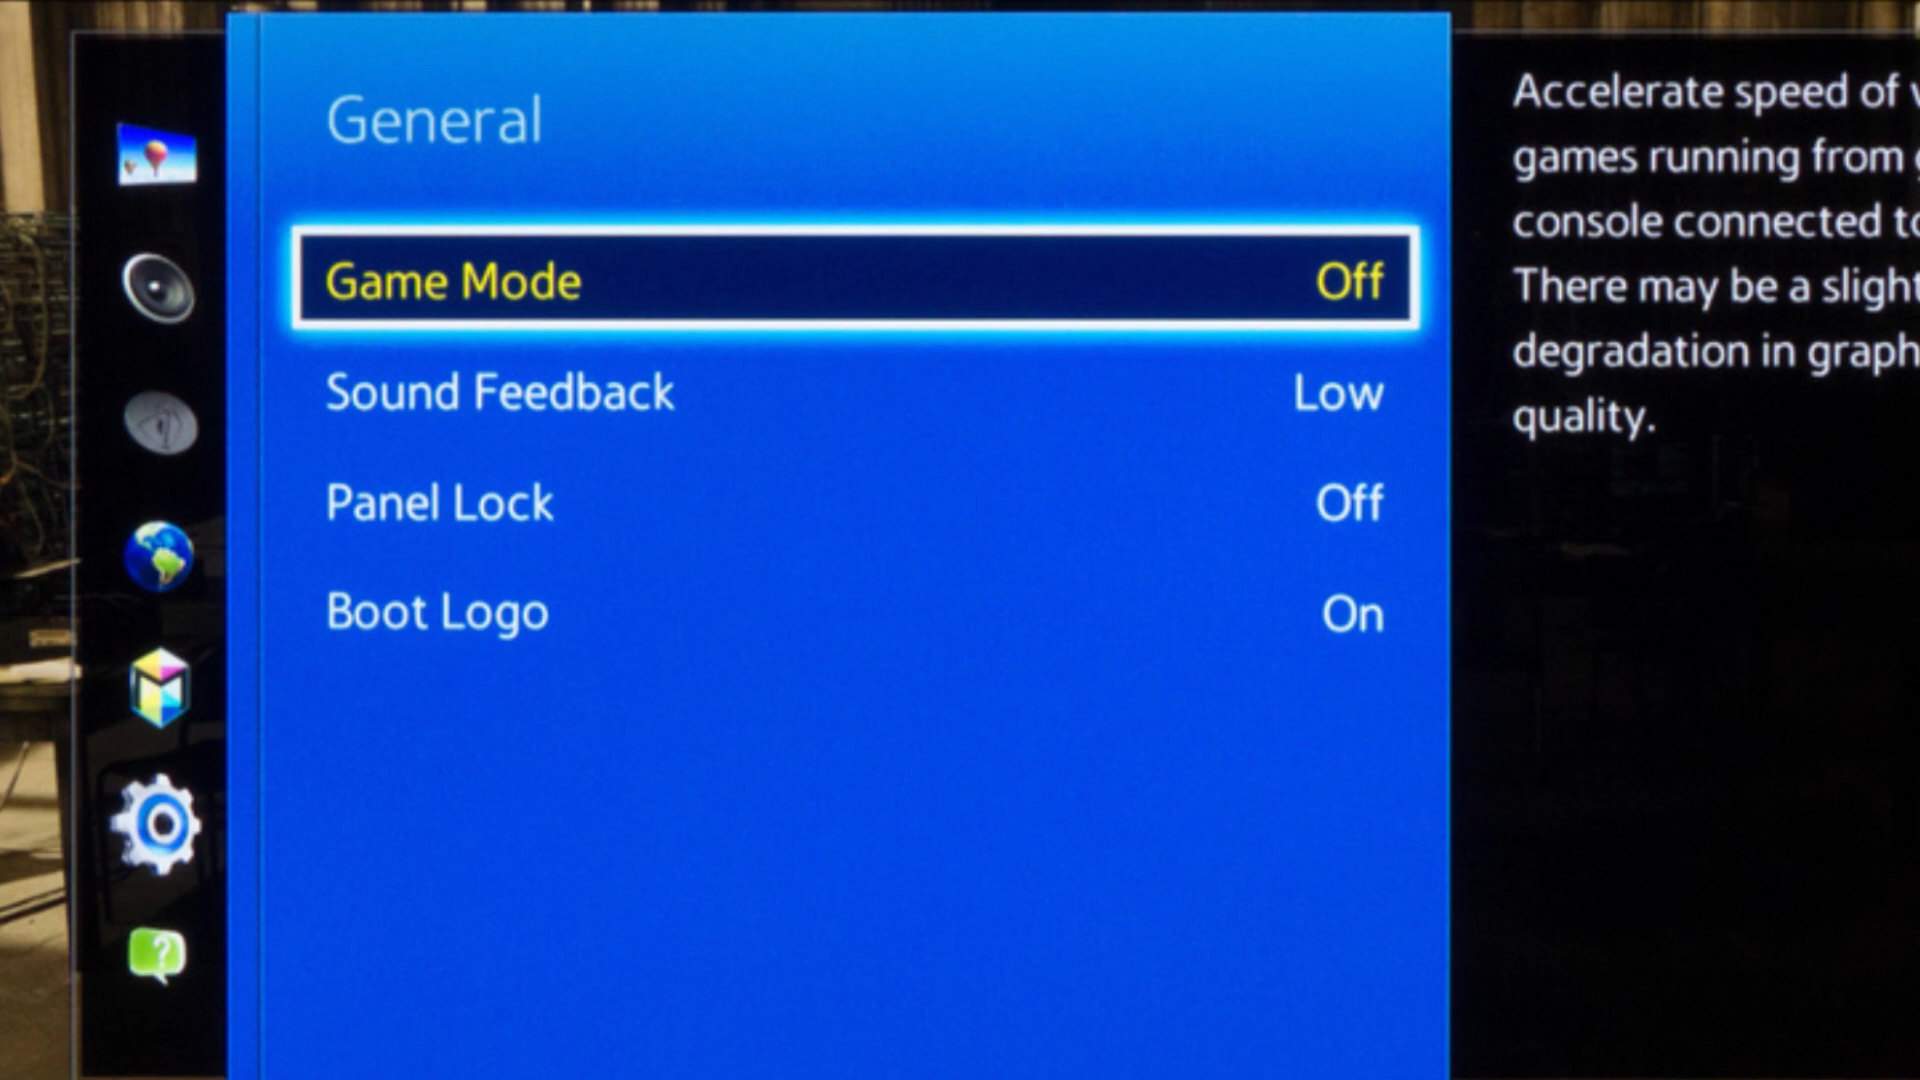 General
Game Mode Off
Sound Feedback Low
Panel Lock Off
Boot Logo On
Accelerate speed of
games running from
console connected
There may be a slight
degradation in
quality.
?